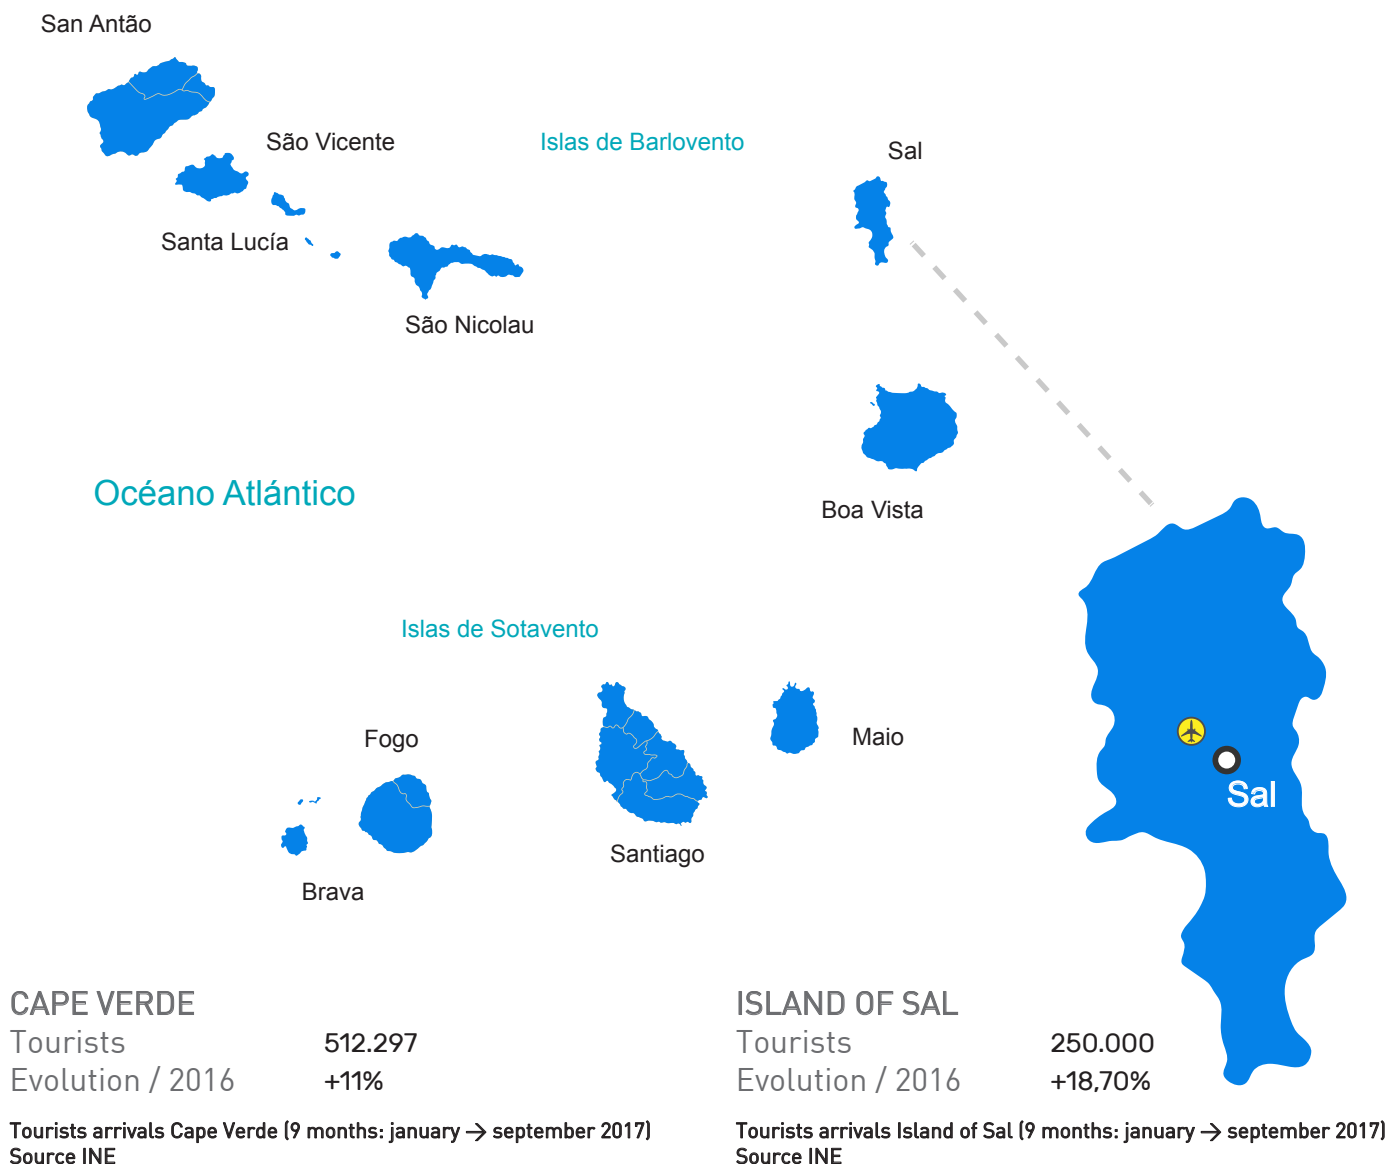 San Antão
São Vicente
Islas de Barlovento
Sal
Santa Lucía
São Nicolau
Océano Atlántico
Boa Vista
Islas de Sotavento
Fogo
Maio
Sal
Santiago
Brava
CAPE VERDE
Tourists 512.297
Evolution / 2016 +11%
Tourists arrivals Cape Verde (9 months: january → september 2017)
Source INE
ISLAND OF SAL
Tourists 250.000
Evolution / 2016 +18,70%
Tourists arrivals Island of Sal (9 months: january → september 2017)
Source INE